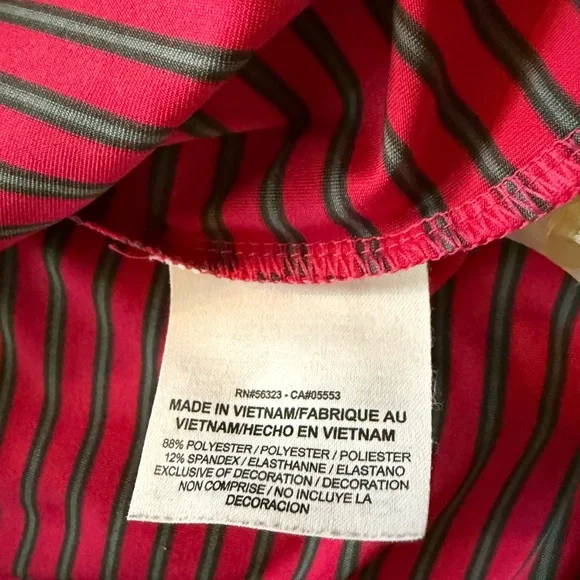 RN#56323 - CA#05553
MADE IN VIETNAM/FABRIQUE AU
VIETNAM/HECHO EN VIETNAM
88% POLYESTER / POLYESTER / POLIESTER
12% SPANDEX / ELASTHANNE / ELASTANO
EXCLUSIVE OF DECORATION / DECORATION
NON COMPRISE / NO INCLUYE LA
DECORACION